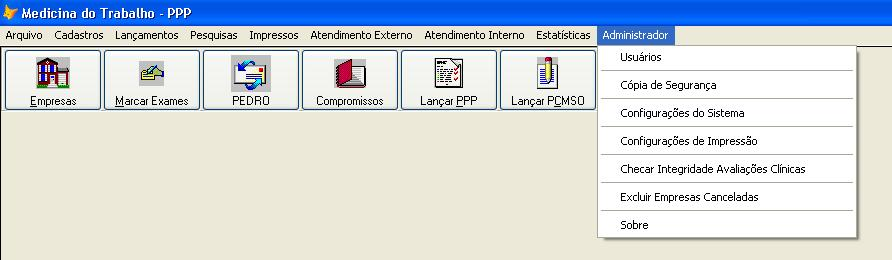 Medicina do Trabalho - PPP
Arquivo Cadastros Lançamentos Pesquisas Impressos Atendimento Externo Atendimento Interno Estatísticas Administrador
Empresas Marcar Exames PEDRO Compromissos Lançar PPP Lançar PCMSO
Usuários
Cópia de Segurança
Configurações do Sistema
Configurações de Impressão
Checar Integridade Avaliações Clínicas
Excluir Empresas Canceladas
Sobre